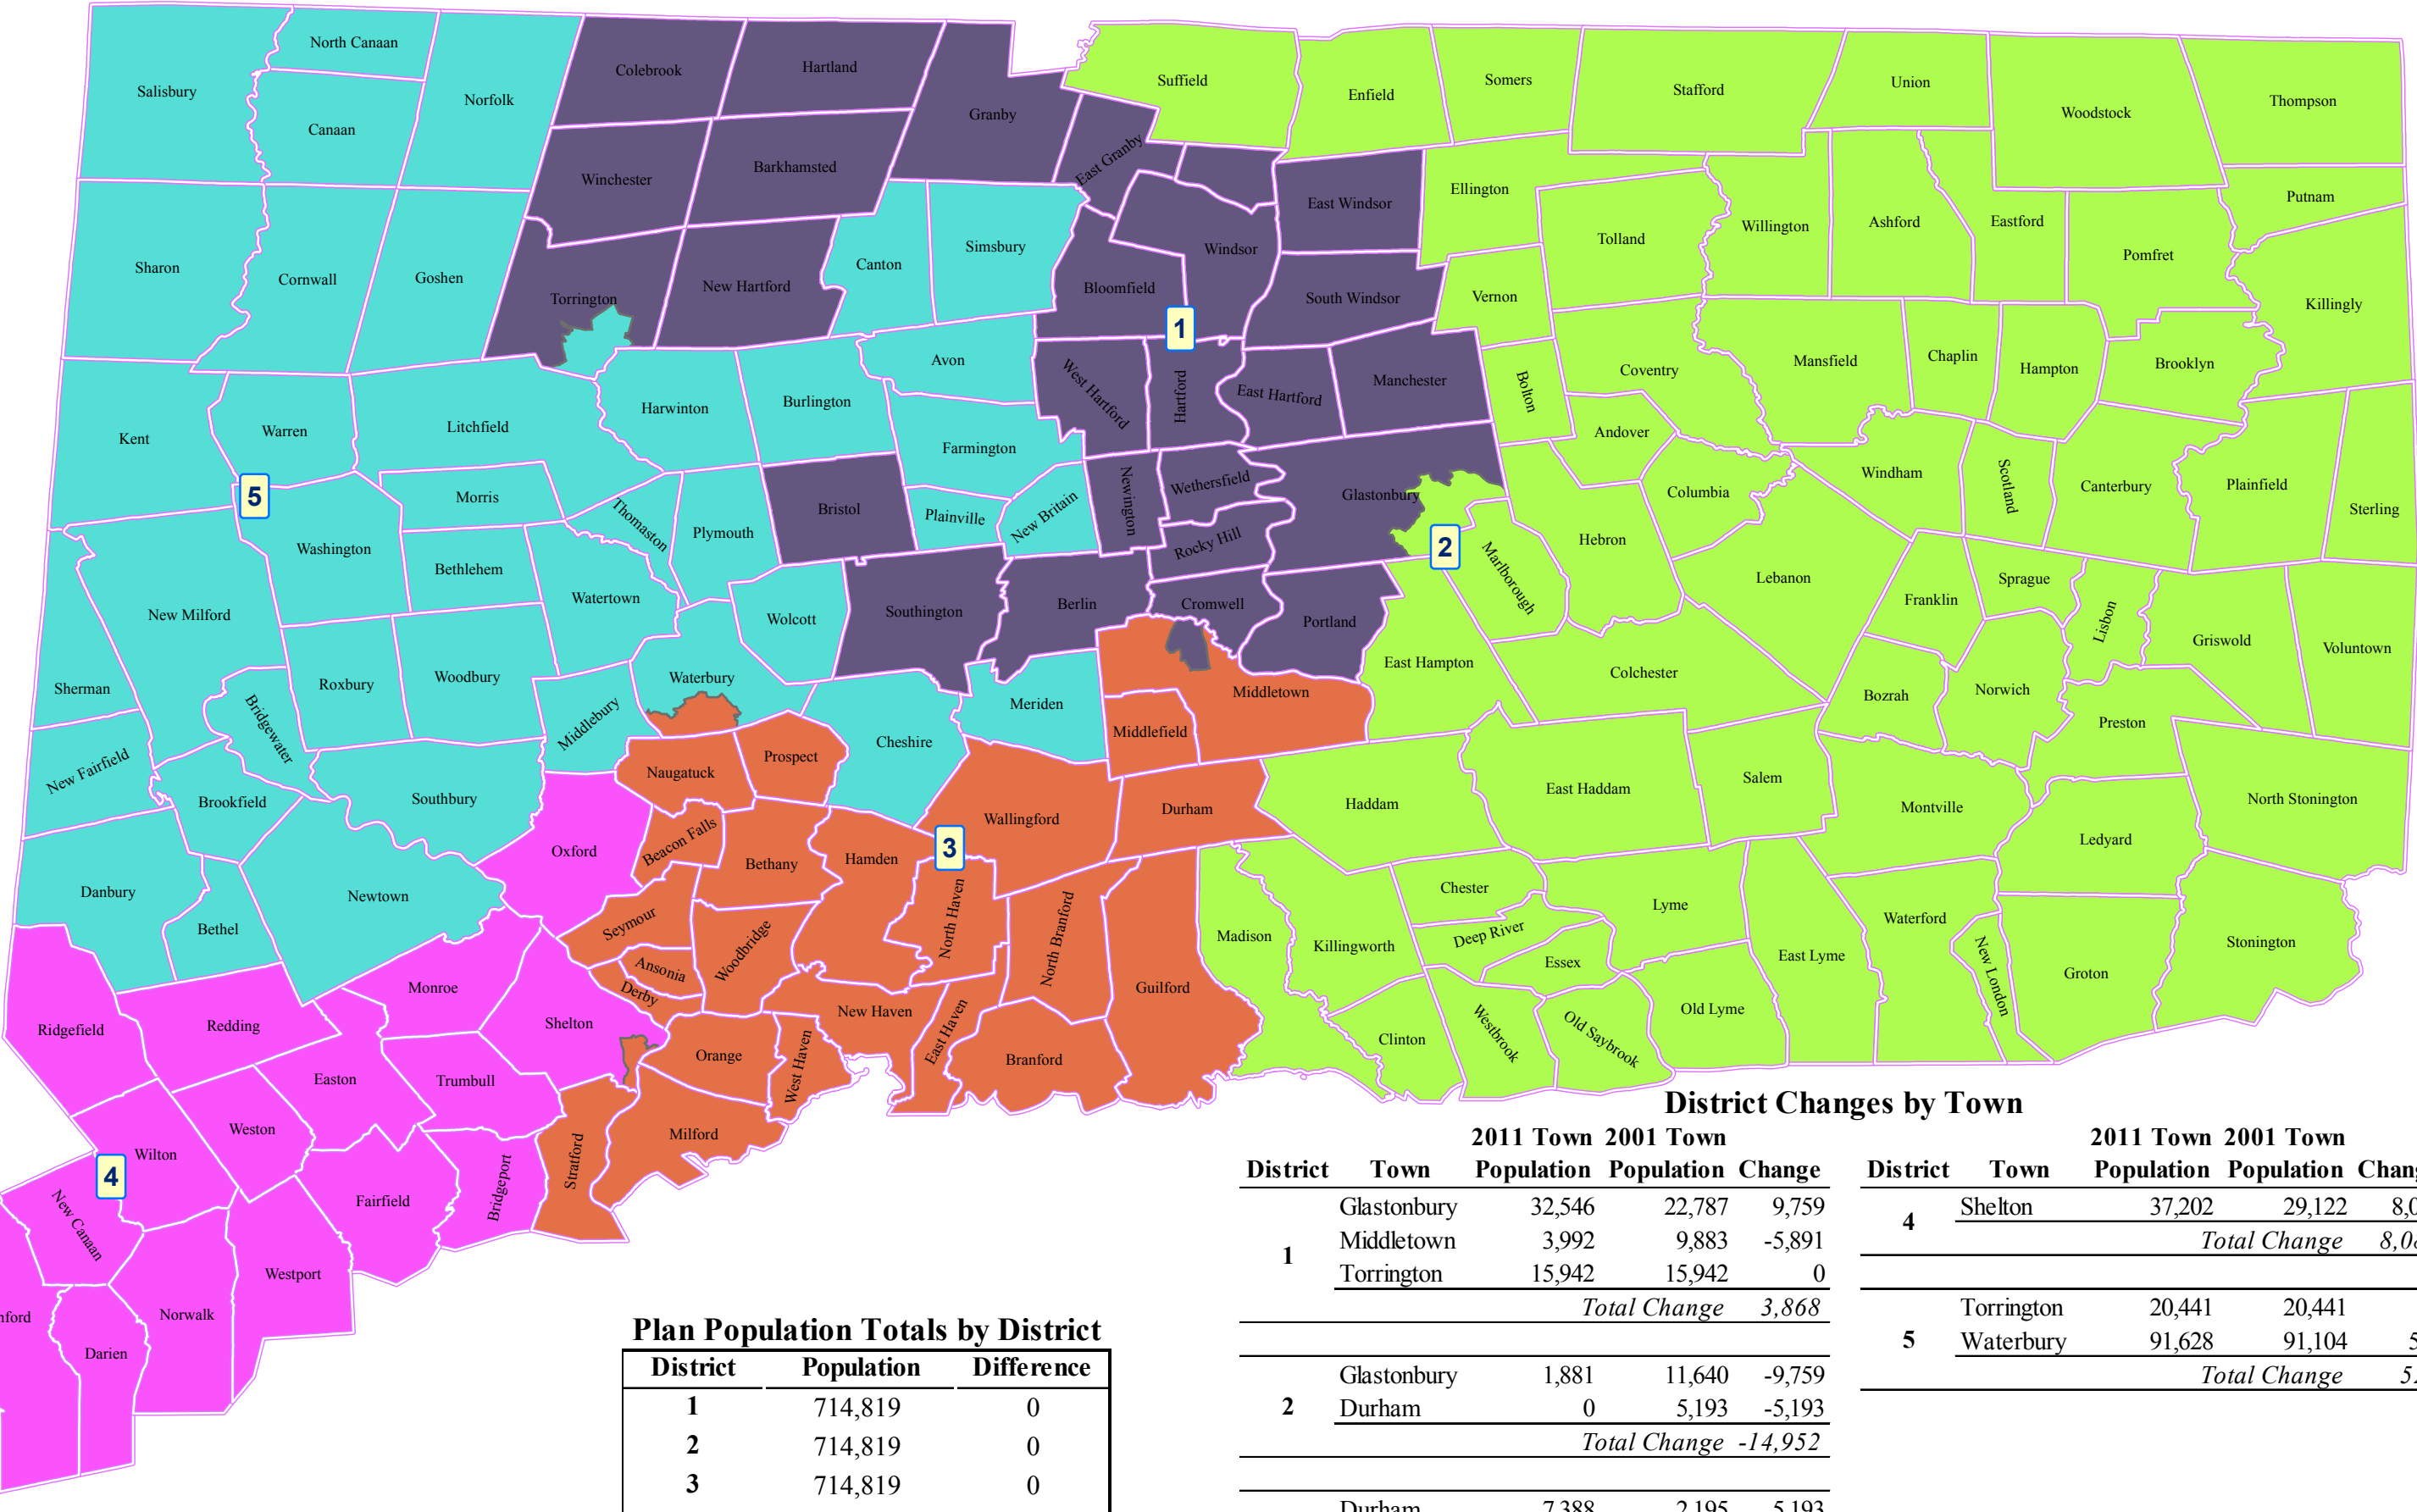 North Canaan
Colebrook
Hartland
Suffield
Enfield
Somers
Stafford
Union
Woodstock
Thompson
Salisbury
Canaan
Norfolk
Granby
East Granby
Winchester
Barkhamsted
East Windsor
Ellington
Tolland
Willington
Ashford
Eastford
Putnam
Pomfret
Killingly
Sharon
Cornwall
Goshen
Torrington
New Hartford
Canton
Simsbury
Bloomfield
Windsor
South Windsor
Vernon
1
Avon
West Hartford
Hartford
East Hartford
Manchester
Bolton
Coventry
Mansfield
Chaplin
Hampton
Brooklyn
Kent
Warren
Litchfield
Harwinton
Burlington
Farmington
Andover
Columbia
Windham
Scotland
Canterbury
Plainfield
Sterling
5
Morris
Thomaston
Plymouth
Bristol
Plainville
New Britain
Newington
Wethersfield
Glastonbury
2
Rocky Hill
Marlborough
Hebron
Lebanon
Franklin
Sprague
Lisbon
Griswold
Voluntown
Washington
Bethlehem
New Milford
Watertown
Wolcott
Southington
Berlin
Cromwell
Portland
East Hampton
Colchester
Bozrah
Norwich
Preston
Sherman
Bridgewater
Roxbury
Woodbury
Waterbury
Middlebury
Meriden
Middletown
Middlefield
Cheshire
New Fairfield
Brookfield
Southbury
Naugatuck
Prospect
Wallingford
Durham
Haddam
East Haddam
Salem
Montville
Ledyard
North Stonington
Oxford
Beacon Falls
Bethany
Hamden
3
Danbury
Bethel
Newtown
Seymour
Woodbridge
North Haven
North Branford
Madison
Killingworth
Chester
Deep River
Essex
Lyme
East Lyme
Waterford
New London
Groton
Stonington
Ansonia
Derby
Guilford
Ridgefield
Redding
Monroe
Shelton
Orange
West Haven
New Haven
East Haven
Branford
Clinton
Westbrook
Old Saybrook
Old Lyme
Easton
Trumbull
Weston
Wilton
4
Milford
Stratford
Bridgeport
Fairfield
New Canaan
Westport
Norwalk
nford
Darien
District Changes by Town
2011 Town 2001 Town
District Town Population Population Change
1
Glastonbury 32,546 22,787 9,759
Middletown 3,992 9,883 -5,891
Torrington 15,942 15,942 0
Total Change 3,868
2
Glastonbury 1,881 11,640 -9,759
Durham 0 5,193 -5,193
Total Change -14,952
Durham 7,388 2,195 5,193
2011 Town 2001 Town
District Town Population Population Chang
4
Shelton 37,202 29,122 8,0
Total Change 8,0
5
Torrington 20,441 20,441
Waterbury 91,628 91,104 5
Total Change 5
Plan Population Totals by District
District Population Difference
1 714,819 0
2 714,819 0
3 714,819 0